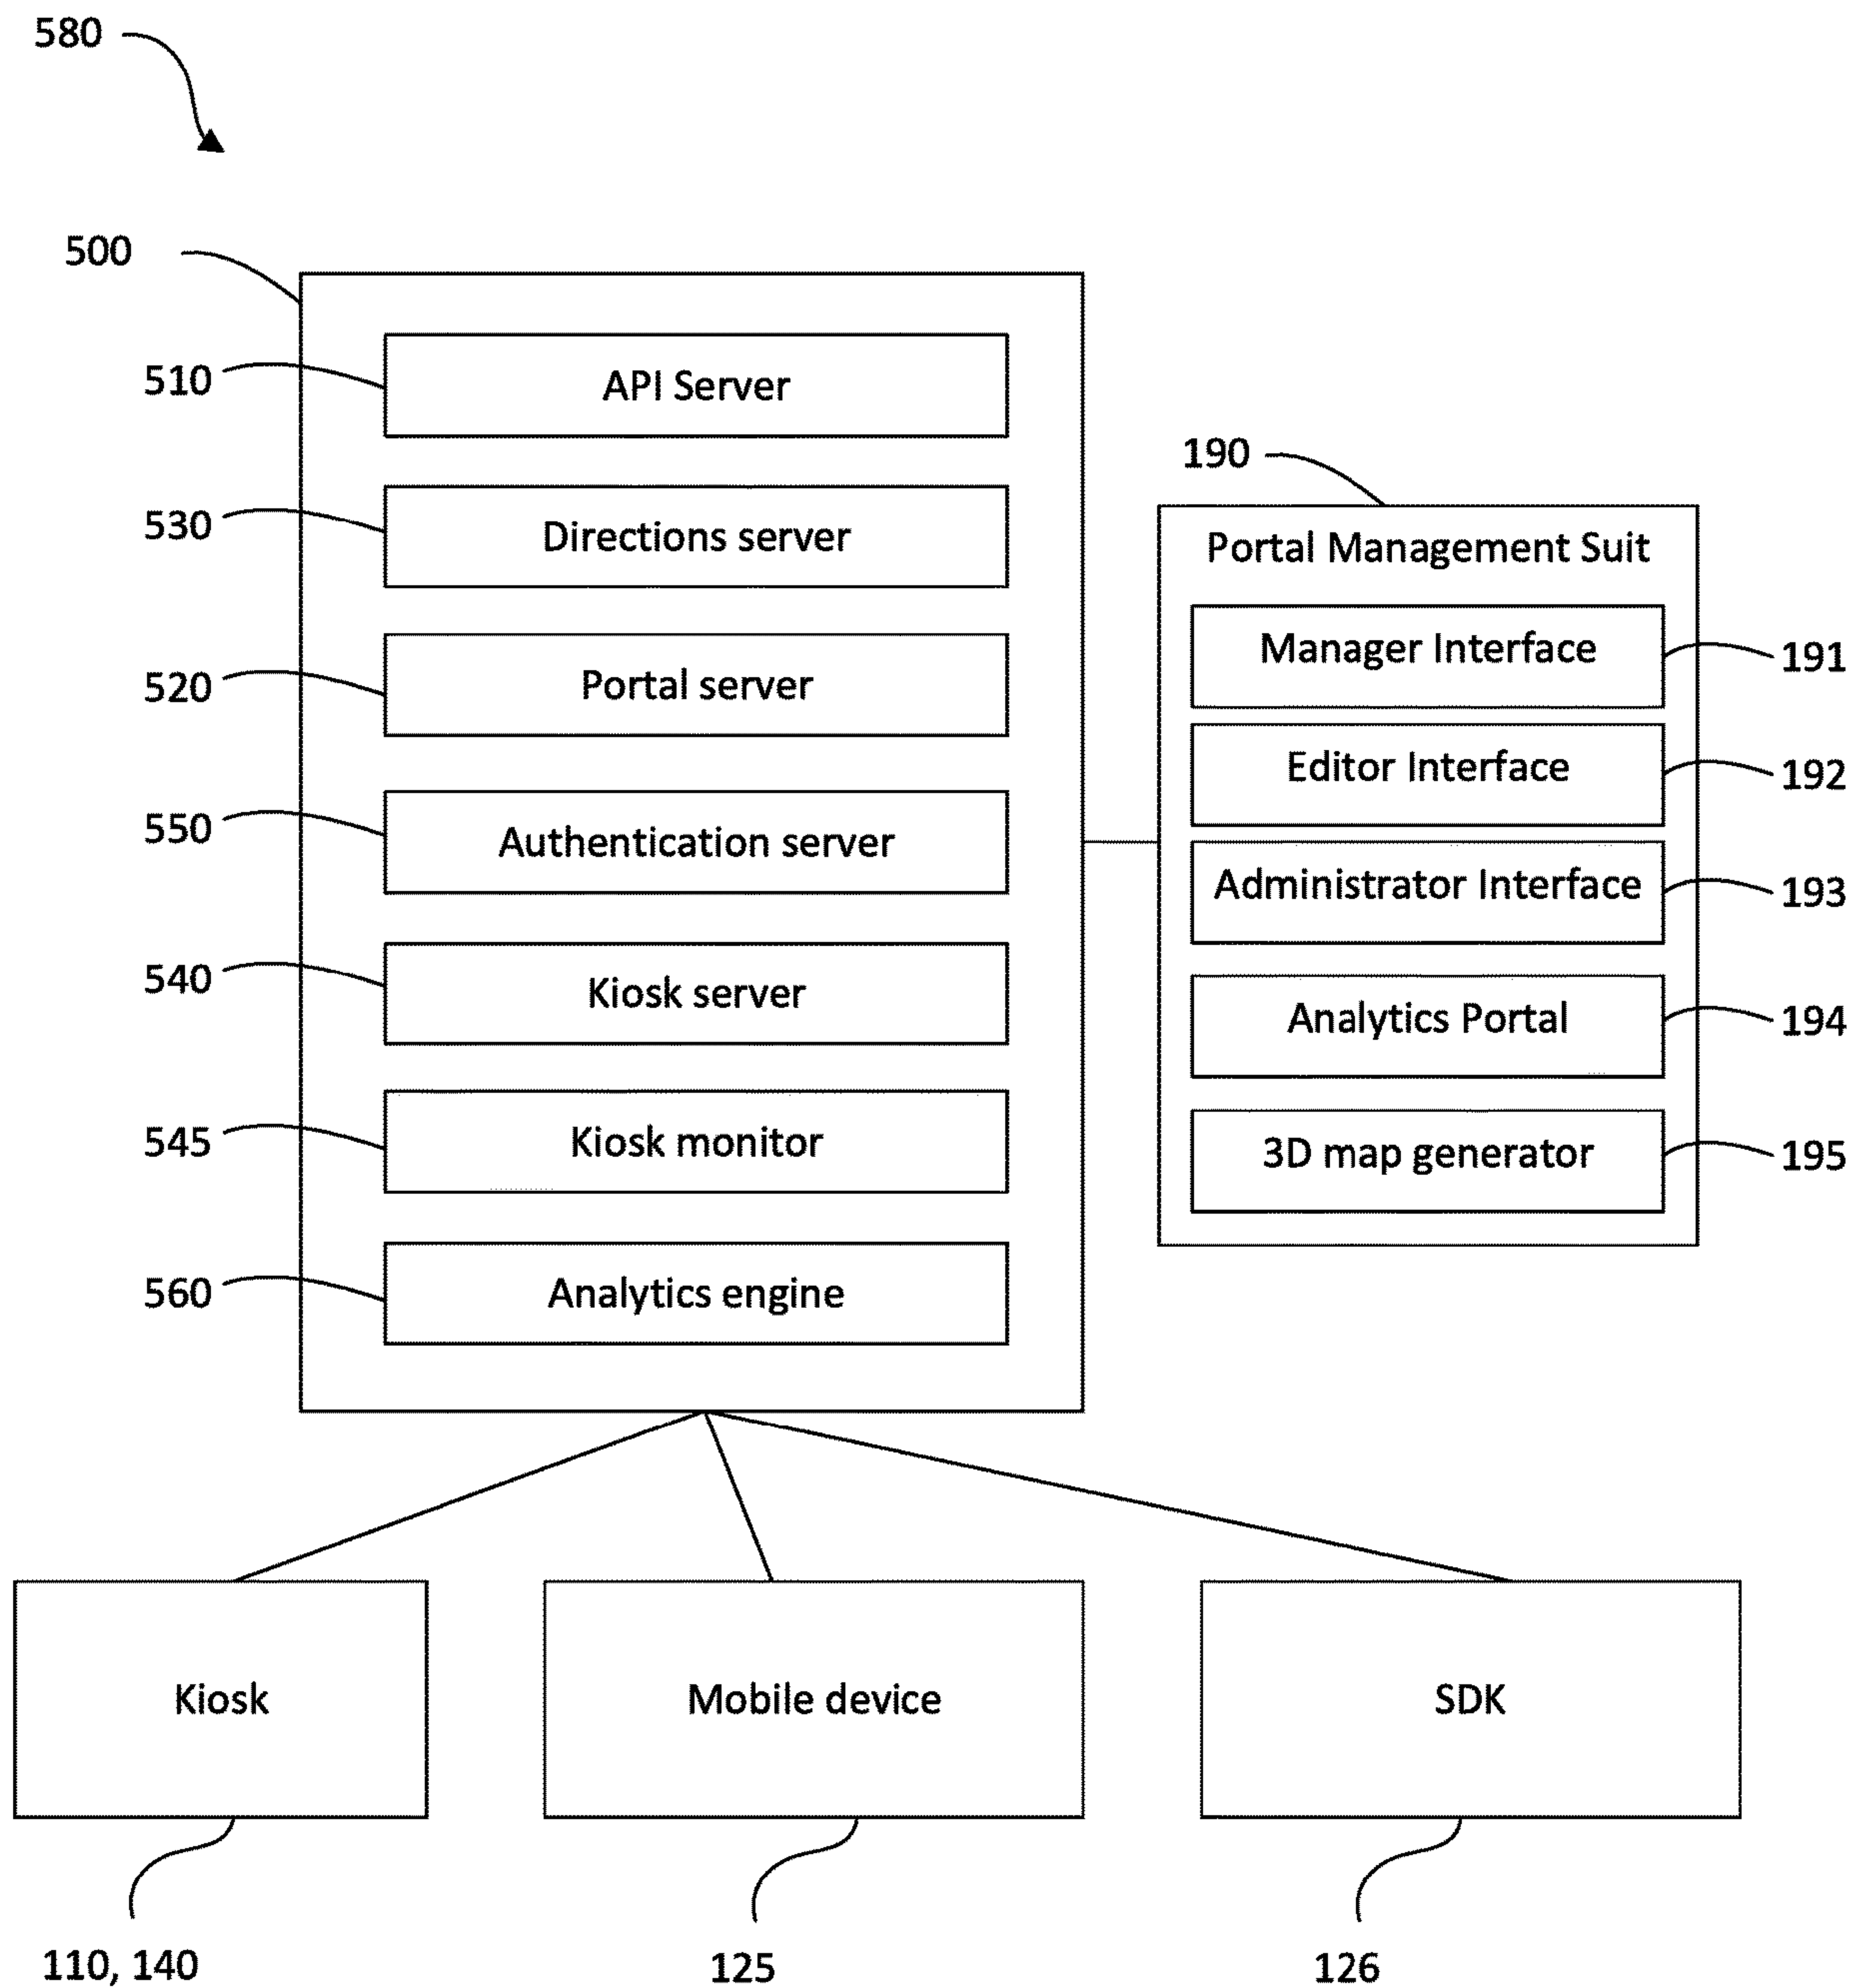 580
500
510
API Server
190
530
Directions server
Portal Management Suit
Manager Interface
191
520
Portal server
Editor Interface
192
550
Authentication server
Administrator Interface
193
540
Kiosk server
Analytics Portal
194
545
Kiosk monitor
3D map generator
195
560
Analytics engine
Kiosk
Mobile device
SDK
110, 140
125
126